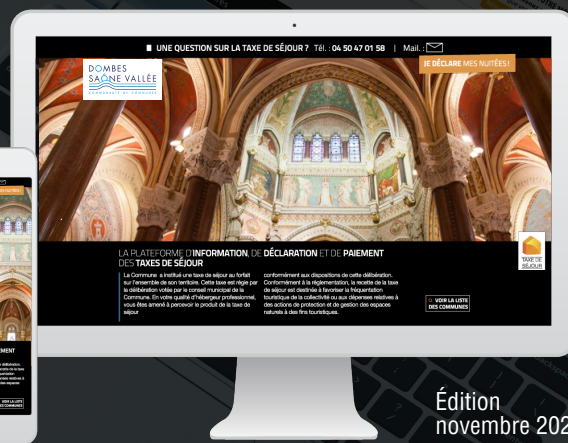 UNE QUESTION SUR LA TAXE DE SÉJOUR ? Tél. : 04 50 47 01 58 | Mail. :
JE DÉCLARE MES NUITÉES !
DOMBES
SAÔNE VALLÉE
COMMUNAUTÉ DE COMMUNES
LA PLATEFORME D'INFORMATION, DE DÉCLARATION ET DE PAIEMENT
DES TAXES DE SÉJOUR
La Commune a institué une taxe de séjour au forfait
sur l'ensemble de son territoire. Cette taxe est régie par
la délibération votée par le conseil municipal de la
Commune. En votre qualité d'hébergeur professionnel,
vous êtes amené à percevoir le produit de la taxe de
séjour
conformément aux dispositions de cette délibération.
Conformément à la réglementation, la recette de la taxe
de séjour est destinée à favoriser la fréquentation
touristique de la collectivité ou aux dépenses relatives à
des actions de protection et de gestion des espaces
naturels à des fins touristiques.
TAXE DE
SÉJOUR
VOIR LA LISTE
DES COMMUNES
Édition
novembre 202